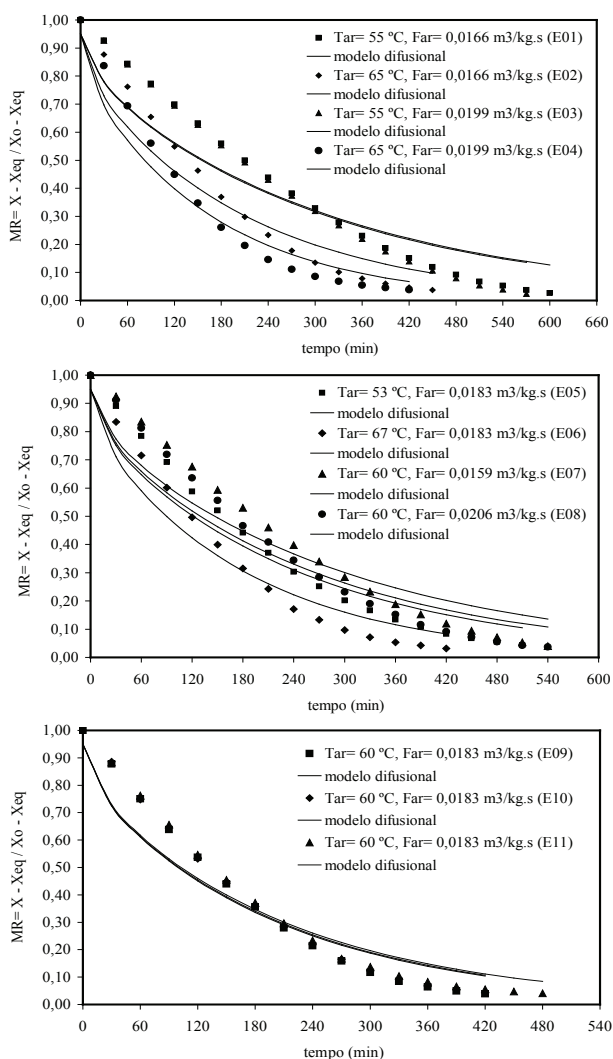 1,00
0,90
0,80
0,70
0,60
0,50
0,40
0,30
0,20
0,10
0,00
MR= X - Xeq / Xo - Xeq
Tar= 55 ºC, Far= 0,0166 m3/kg.s (E01)
modelo difusional
Tar= 65 ºC, Far= 0,0166 m3/kg.s (E02)
modelo difusional
Tar= 55 ºC, Far= 0,0199 m3/kg.s (E03)
modelo difusional
Tar= 65 ºC, Far= 0,0199 m3/kg.s (E04)
modelo difusional
0 60 120 180 240 300 360 420 480 540 600 660
tempo (min)
1,00
0,90
0,80
0,70
0,60
0,50
0,40
0,30
0,20
0,10
0,00
MR= X - Xeq / Xo - Xeq
Tar= 53 ºC, Far= 0,0183 m3/kg.s (E05)
modelo difusional
Tar= 67 ºC, Far= 0,0183 m3/kg.s (E06)
modelo difusional
Tar= 60 ºC, Far= 0,0159 m3/kg.s (E07)
modelo difusional
Tar= 60 ºC, Far= 0,0206 m3/kg.s (E08)
modelo difusional
0 60 120 180 240 300 360 420 480 540 600
tempo (min)
1,00
0,90
0,80
0,70
0,60
0,50
0,40
0,30
0,20
0,10
0,00
MR= X - Xeq / Xo - Xeq
Tar= 60 ºC, Far= 0,0183 m3/kg.s (E09)
modelo difusional
Tar= 60 ºC, Far= 0,0183 m3/kg.s (E10)
modelo difusional
Tar= 60 ºC, Far= 0,0183 m3/kg.s (E11)
modelo difusional
0 60 120 180 240 300 360 420 480 540
tempo (min)